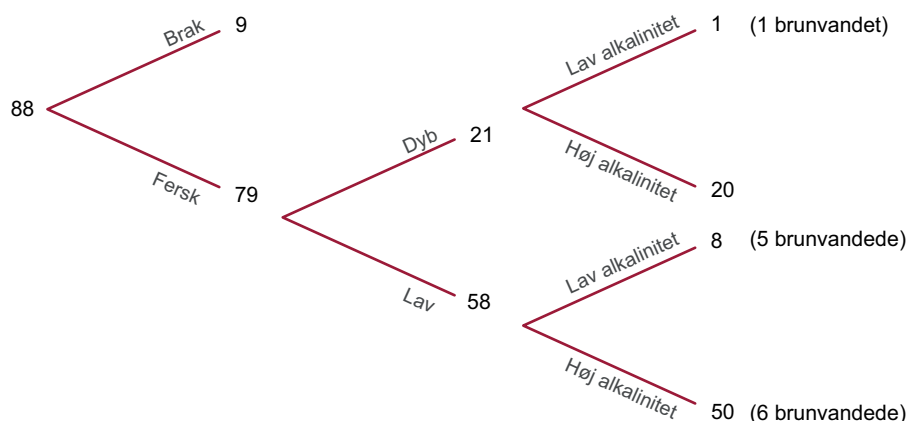 88
Brak
9
Fersk
79
Dyb
21
Lav
58
Lav alkalinitet
1 (1 brunvandet)
Høj alkalinitet
20
Lav alkalinitet
8 (5 brunvandede)
Høj alkalinitet
50 (6 brunvandede)